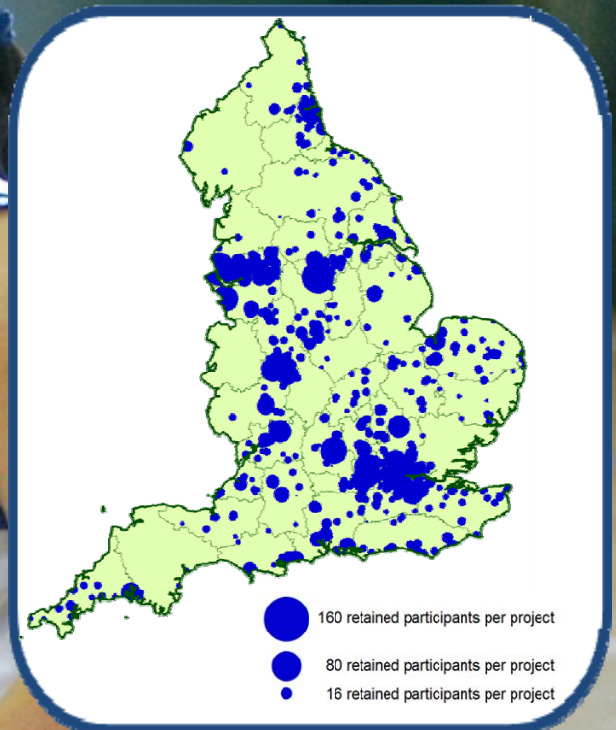 160 retained participants per project
80 retained participants per project
16 retained participants per project